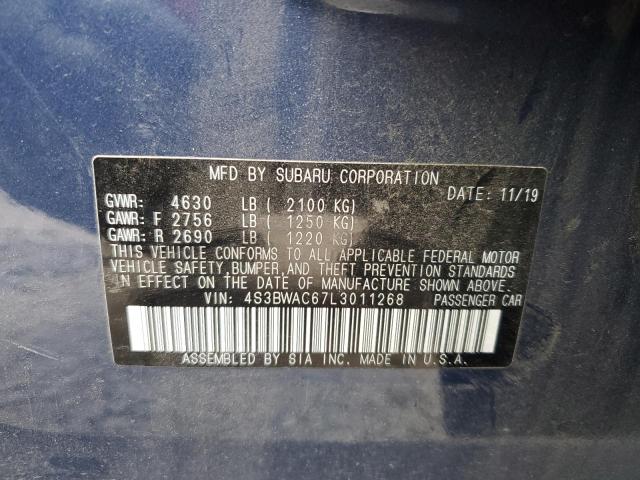 MFD BY SUBARU CORPORATION
DATE: 11/19
GVWR: 4630 LB ( 2100 KG)
GAWR: F 2756 LB ( 1250 KG)
GAWR: R 2690 LB ( 1220 KG)
THIS VEHICLE CONFORMS TO ALL APPLICABLE FEDERAL MOTOR
VEHICLE SAFETY, BUMPER, AND THEFT PREVENTION STANDARDS
IN EFFECT ON THE DATE OF MANUFACTURE SHOWN ABOVE.
VIN: 4S3BWAC67L3011268 PASSENGER CAR
ASSEMBLED BY SIA INC. MADE IN U.S.A.